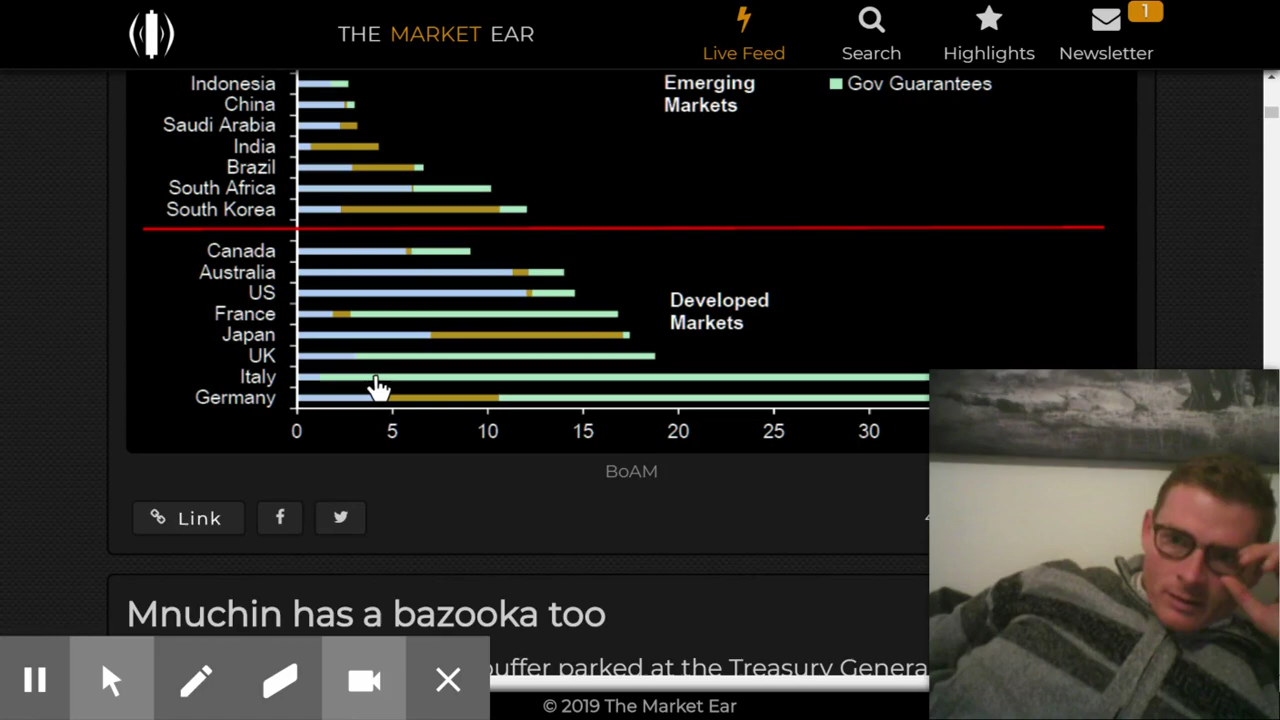 THE MARKET EAR
Live Feed
Search
Highlights
1
Newsletter
Indonesia
China
Saudi Arabia
India
Brazil
South Africa
South Korea
Emerging
Markets
Gov Guarantees
Canada
Australia
US
France
Japan
UK
Italy
Germany
Developed
Markets
0 5 10 15 20 25 30
BoAM
Link
Mnuchin has a bazooka too
parked at the Treasury
© 2019 The Market Ear